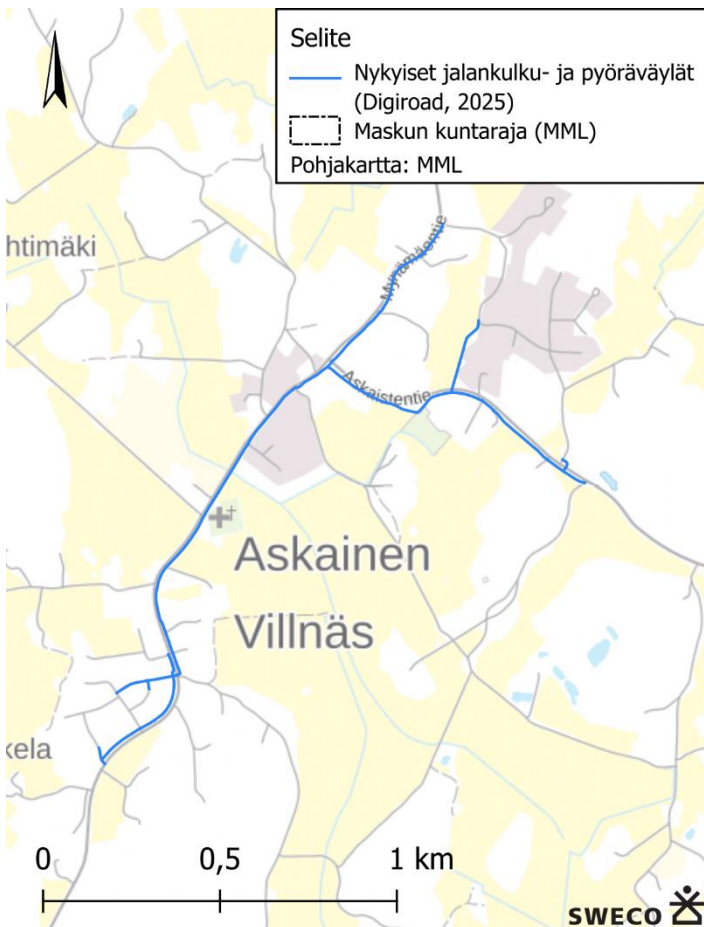 Selite
Nykyiset jalankulku- ja pyöräväylät
(Digiroad, 2025)
Maskun kuntaraja (MML)
Pohjakartta: MML
htimäki
Mynämäentie
Askaistentie
Askainen
Villnäs
kela
0 0,5 1 km
SWECO